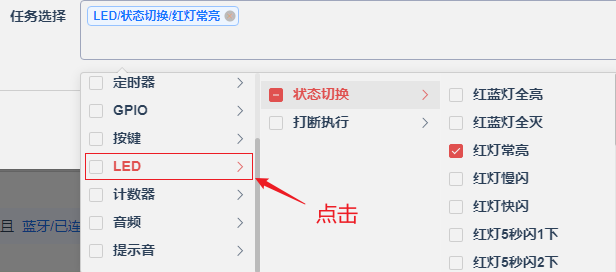 任务选择
LED/状态切换/红灯常亮
定时器
GPIO
按键
LED
计数器
音频
提示音
状态切换
打断执行
红蓝灯全亮
红蓝灯全灭
红灯常亮
红灯慢闪
红灯快闪
红灯5秒闪1下
红灯5秒闪2下
点击
且 蓝牙/已连